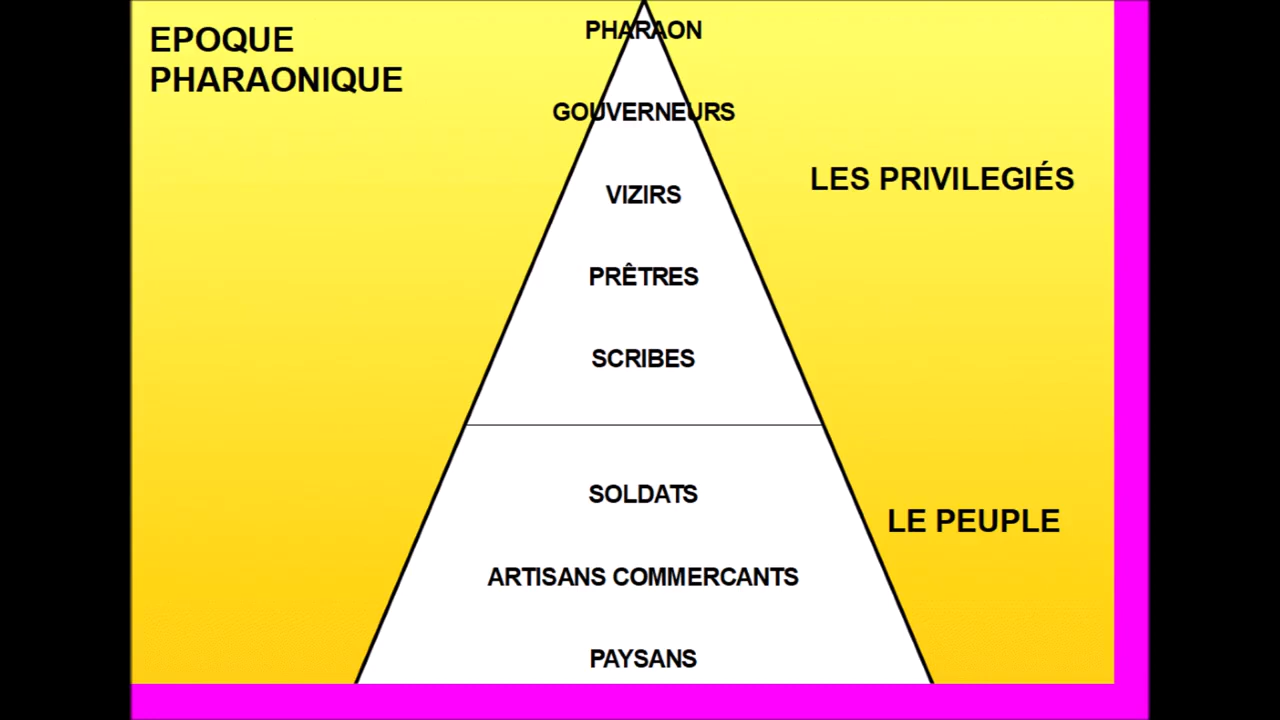 EPOQUE
PHARAONIQUE
PHARAON
GOUVERNEURS
VIZIRS
PRÊTRES
SCRIBES
LES PRIVILEGIÉS
SOLDATS
ARTISANS COMMERCANTS
PAYSANS
LE PEUPLE